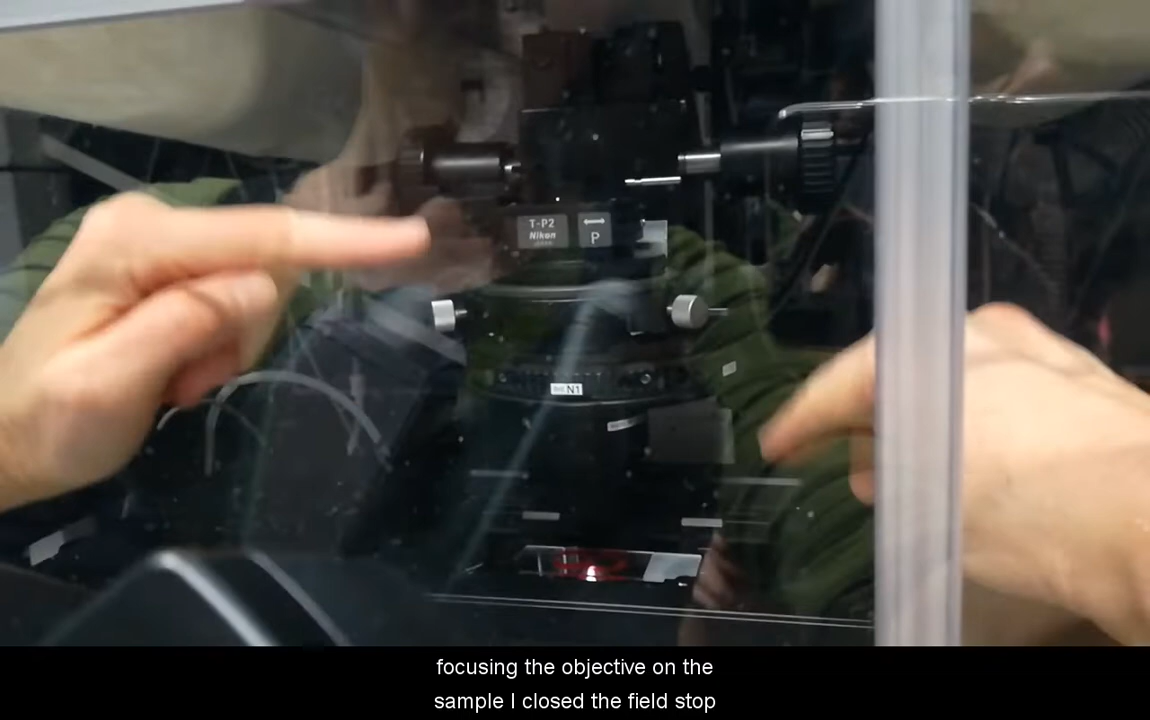 T-P2
Nikon
P
N1
focusing the objective on the
sample I closed the field stop